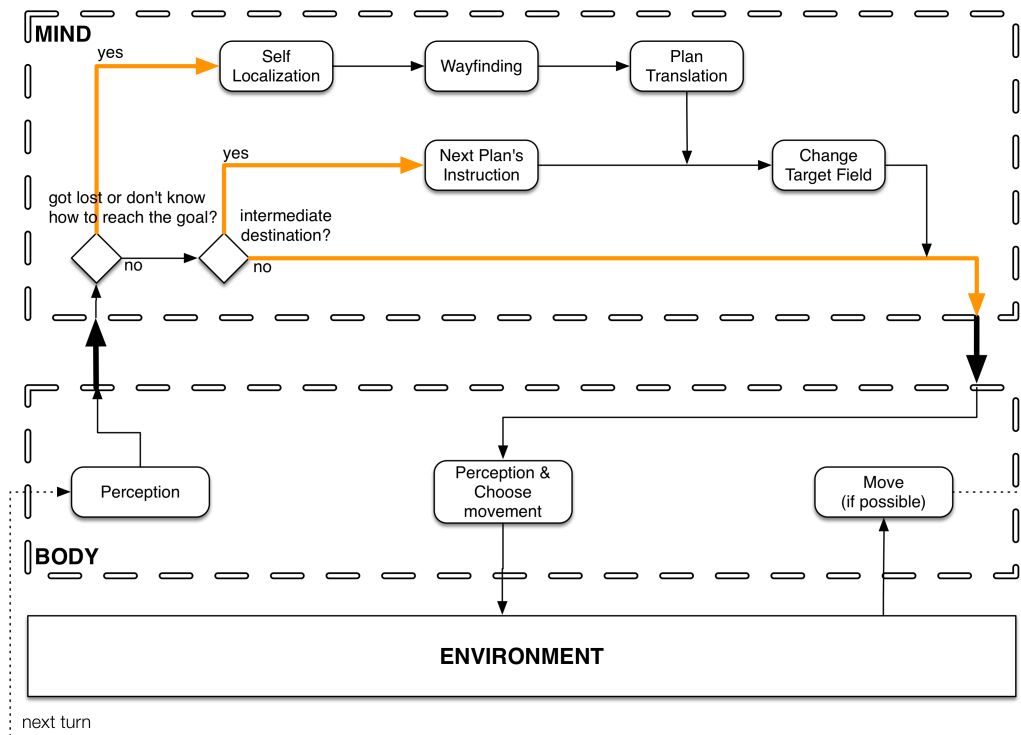 MIND
yes
Self
Localization
Wayfinding
Plan
Translation
yes
Next Plan's
Instruction
Change
Target Field
got lost or don't know
how to reach the goal?
intermediate
destination?
no
no
Perception
Perception &
Choose
movement
Move
(if possible)
BODY
ENVIRONMENT
next turn